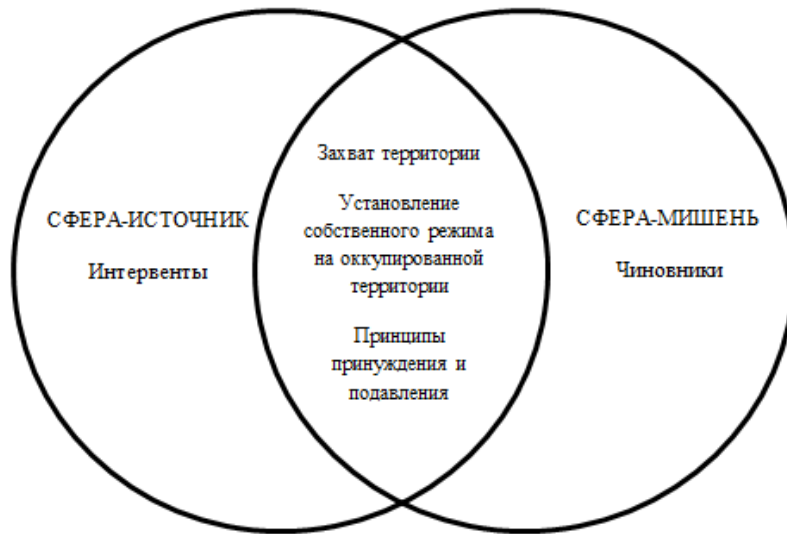 СФЕРА-ИСТОЧНИК
Интервенты
Захват территории
Установление
собственного режима
на оккупированной
территории
Принципы
принуждения и
подавления
СФЕРА-МИШЕНЬ
Чиновники